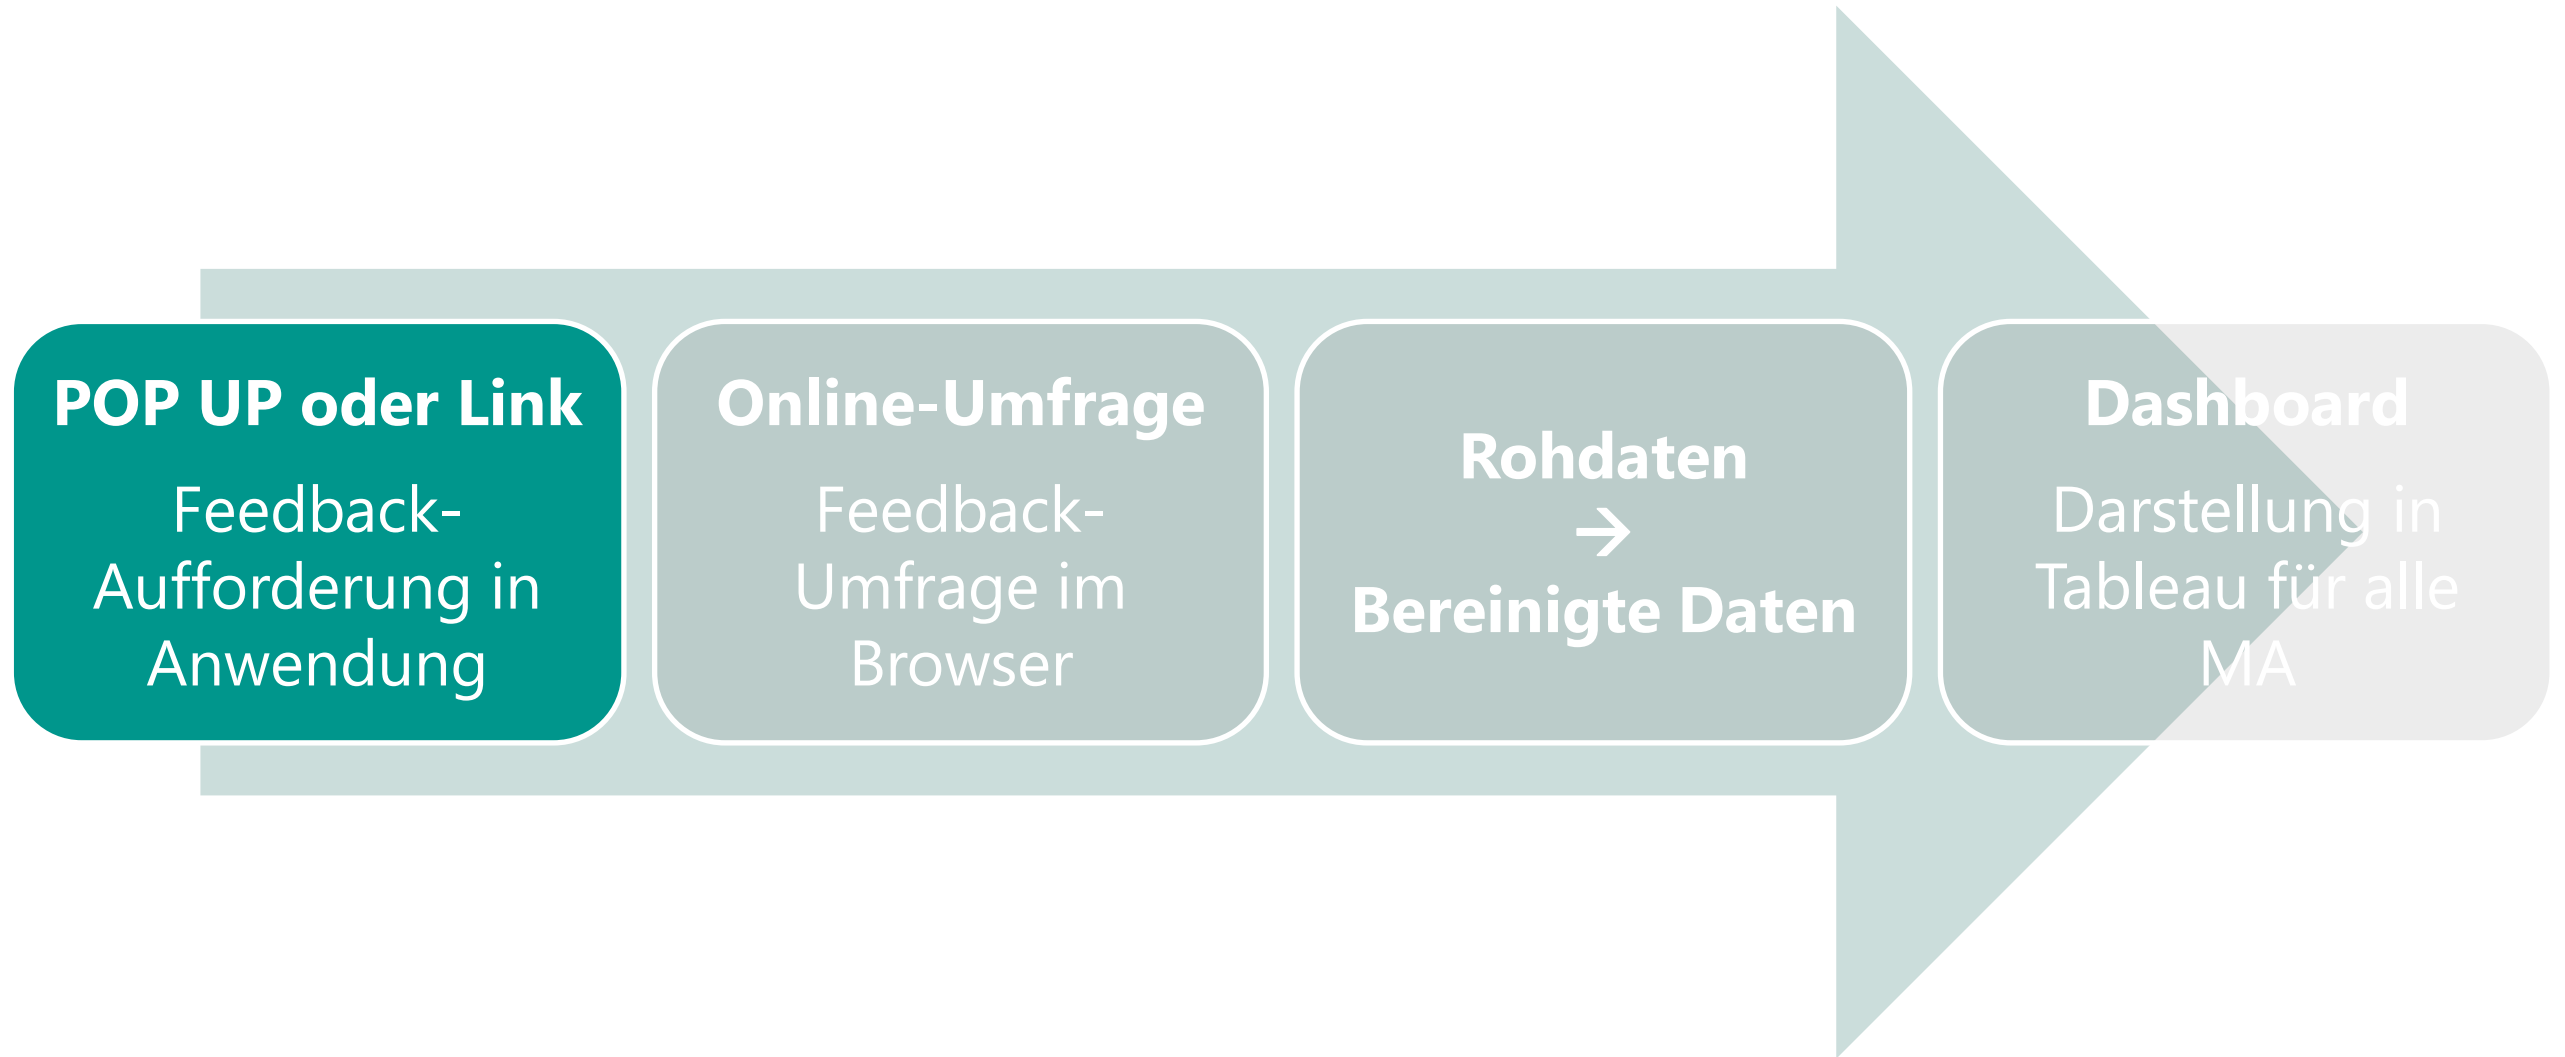 POP UP oder Link
Feedback-
Aufforderung in
Anwendung
Online-Umfrage
Feedback-
Umfrage im
Browser
Rohdaten
→
Bereinigte Daten
Dashboard
Darstellung in
Tableau für alle
MA